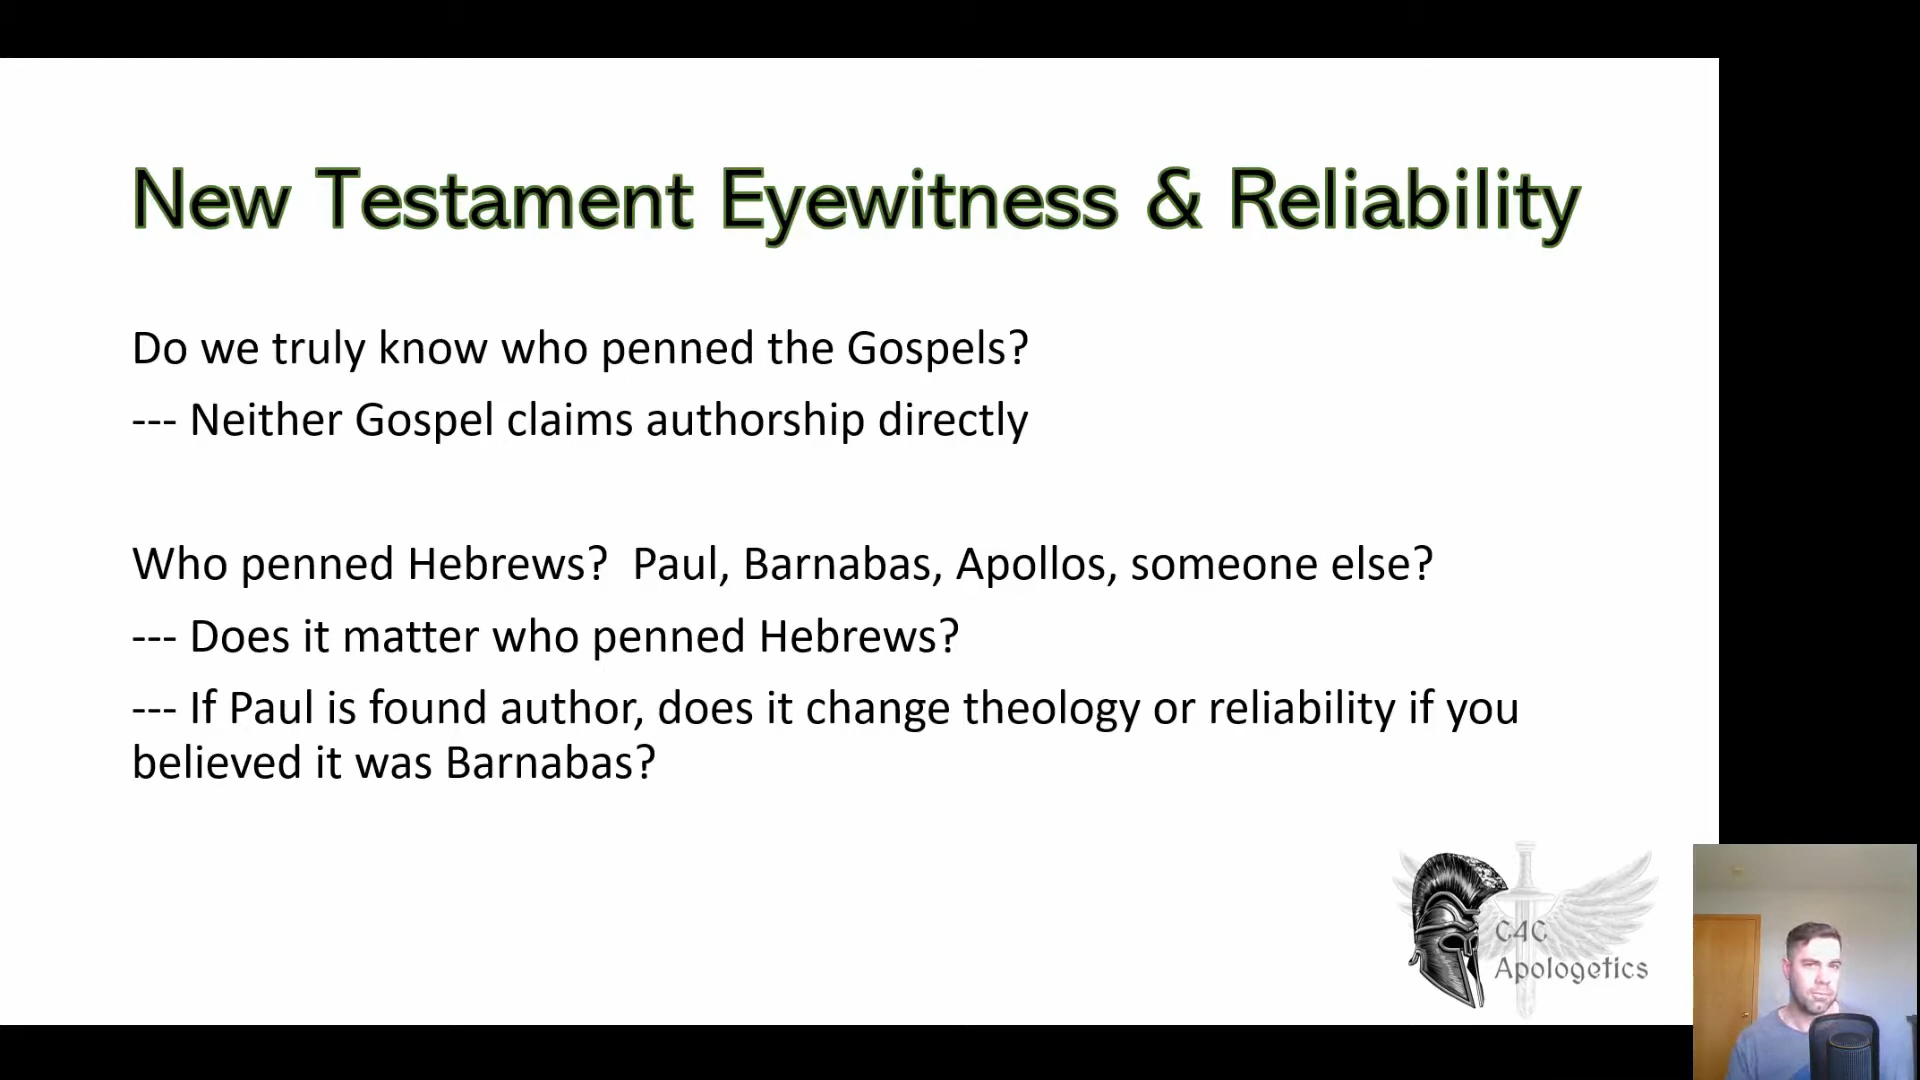 New Testament Eyewitness & Reliability
Do we truly know who penned the Gospels?
--- Neither Gospel claims authorship directly
Who penned Hebrews?  Paul, Barnabas, Apollos, someone else?
--- Does it matter who penned Hebrews?
--- If Paul is found author, does it change theology or reliability if you
believed it was Barnabas?
C4C
Apologetics